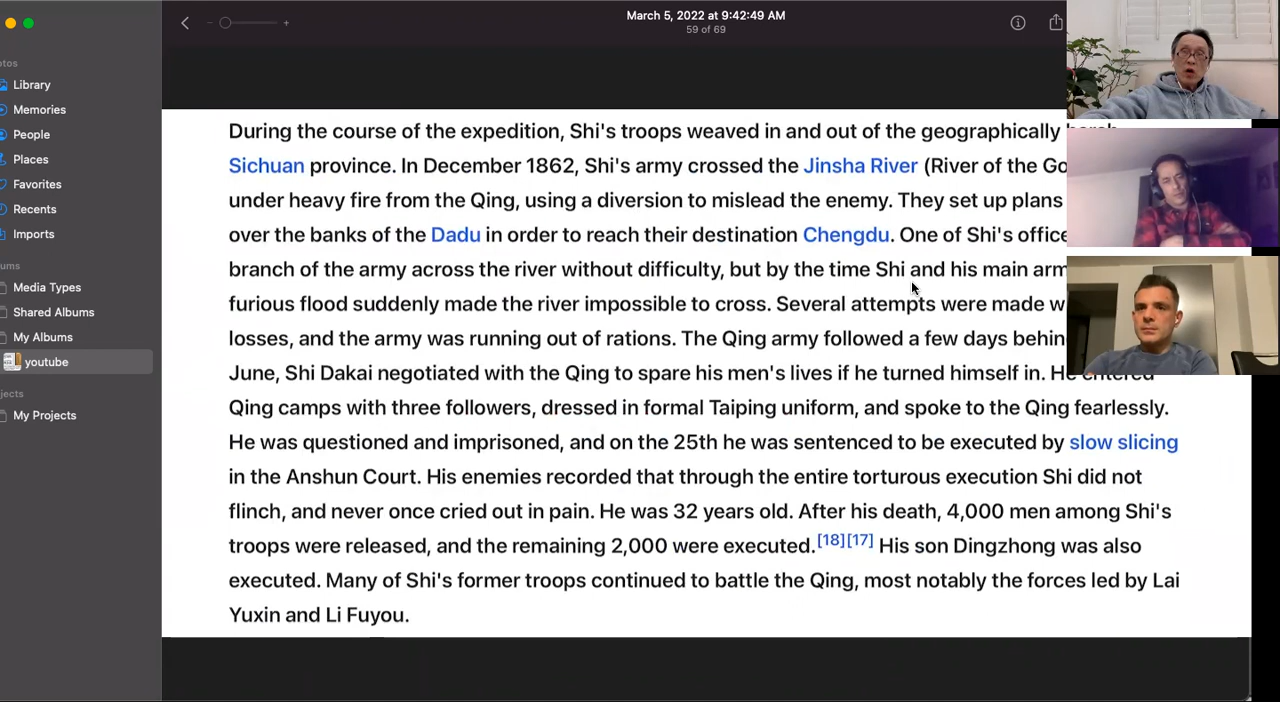 March 5, 2022 at 9:42:49 AM
59 of 69
otos
Library
Memories
People
Places
Favorites
Recents
Imports
ums
Media Types
Shared Albums
My Albums
youtube
jects
My Projects
During the course of the expedition, Shi's troops weaved in and out of the geographically harsh
Sichuan province. In December 1862, Shi's army crossed the Jinsha River (River of the Go
under heavy fire from the Qing, using a diversion to mislead the enemy. They set up plans
over the banks of the Dadu in order to reach their destination Chengdu. One of Shi's office
branch of the army across the river without difficulty, but by the time Shi and his main arm
furious flood suddenly made the river impossible to cross. Several attempts were made w
losses, and the army was running out of rations. The Qing army followed a few days behin
June, Shi Dakai negotiated with the Qing to spare his men's lives if he turned himself in. He entered
Qing camps with three followers, dressed in formal Taiping uniform, and spoke to the Qing fearlessly.
He was questioned and imprisoned, and on the 25th he was sentenced to be executed by slow slicing
in the Anshun Court. His enemies recorded that through the entire torturous execution Shi did not
flinch, and never once cried out in pain. He was 32 years old. After his death, 4,000 men among Shi's
troops were released, and the remaining 2,000 were executed.[18][17] His son Dingzhong was also
executed. Many of Shi's former troops continued to battle the Qing, most notably the forces led by Lai
Yuxin and Li Fuyou.